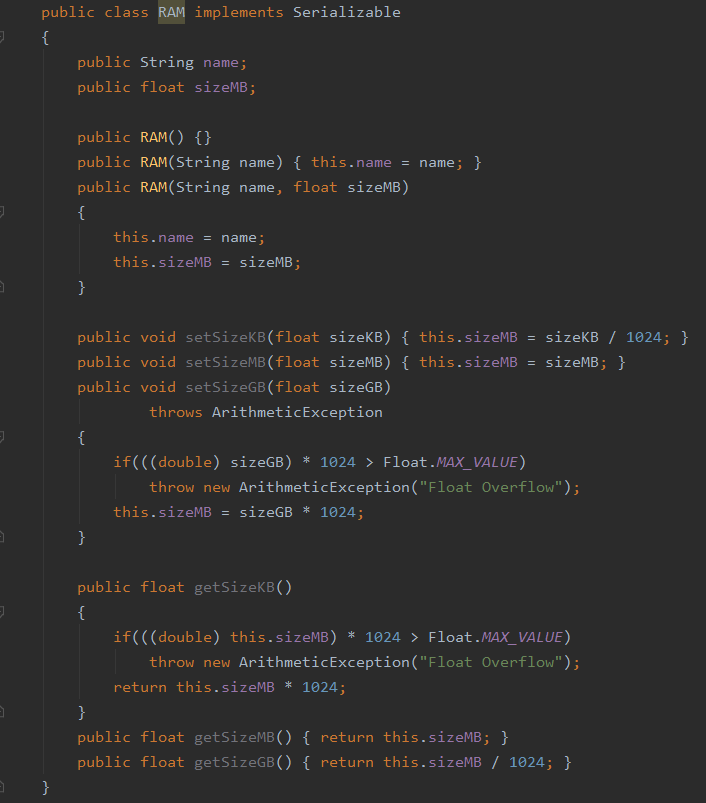 public class RAM implements Serializable
{
    public String name;
    public float sizeMB;

    public RAM() {}
    public RAM(String name) { this.name = name; }
    public RAM(String name, float sizeMB)
    {
        this.name = name;
        this.sizeMB = sizeMB;
    }

    public void setSizeKB(float sizeKB) { this.sizeMB = sizeKB / 1024; }
    public void setSizeMB(float sizeMB) { this.sizeMB = sizeMB; }
    public void setSizeGB(float sizeGB)
            throws ArithmeticException
    {
        if(((double) sizeGB) * 1024 > Float.MAX_VALUE)
            throw new ArithmeticException("Float Overflow");
        this.sizeMB = sizeGB * 1024;
    }

    public float getSizeKB()
    {
        if(((double) this.sizeMB) * 1024 > Float.MAX_VALUE)
            throw new ArithmeticException("Float Overflow");
        return this.sizeMB * 1024;
    }
    public float getSizeMB() { return this.sizeMB; }
    public float getSizeGB() { return this.sizeMB / 1024; }
}